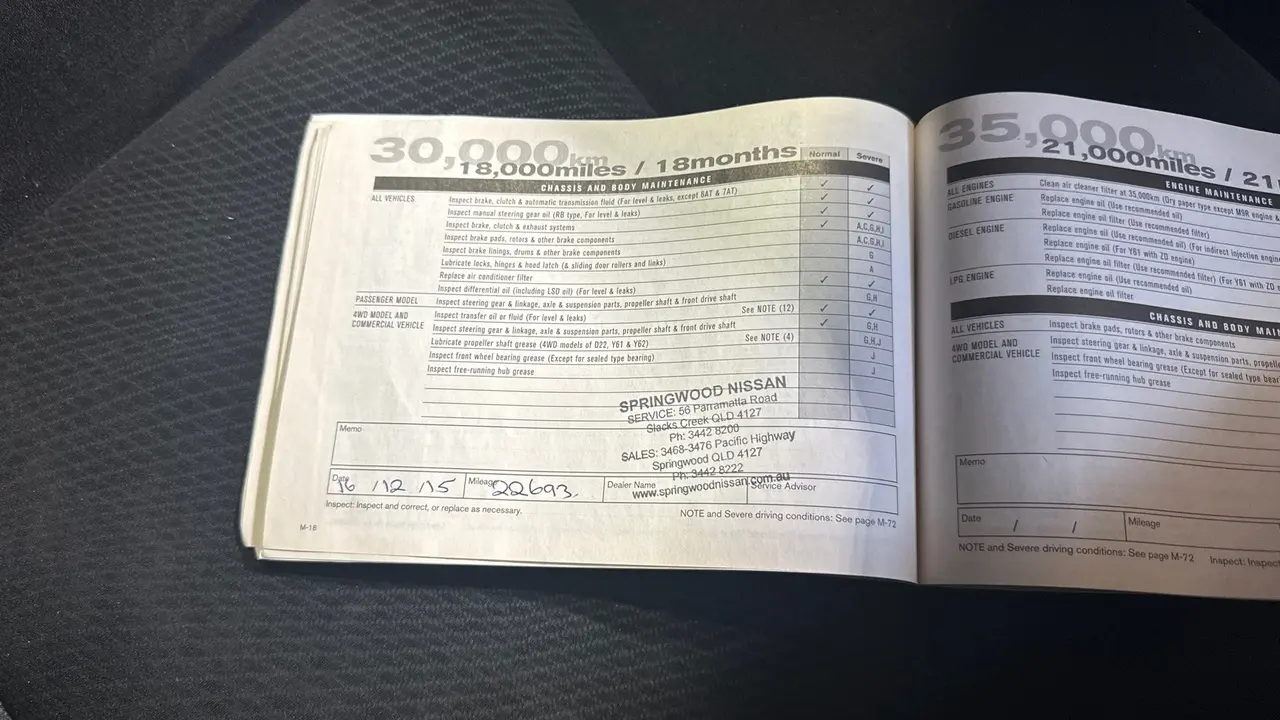 30,000km
18,000miles / 18months
Normal Severe
CHASSIS AND BODY MAINTENANCE
ALL VEHICLES Inspect brake, clutch & automatic transmission fluid (For level & leaks, except 8AT & 7AT) ✓ ✓
Inspect manual steering gear oil (RB type, For level & leaks) ✓ ✓
Inspect brake, clutch & exhaust systems ✓ ✓
Inspect brake pads, rotors & other brake components ✓ A,C,G,H,I
Inspect brake linings, drums & other brake components A,C,G,H,I
Lubricate locks, hinges & hood latch (& sliding door rollers and links) G
Replace air conditioner filter A
Inspect differential oil (including LSD oil) (For level & leaks) ✓ ✓
PASSENGER MODEL Inspect steering gear & linkage, axle & suspension parts, propeller shaft & front drive shaft G,H
4WD MODEL AND COMMERCIAL VEHICLE Inspect transfer oil or fluid (For level & leaks) See NOTE (12) ✓ ✓
Inspect steering gear & linkage, axle & suspension parts, propeller shaft & front drive shaft ✓ G,H
Lubricate propeller shaft grease (4WD models of D22, Y61 & Y62) See NOTE (4) G,H,J
Inspect front wheel bearing grease (Except for sealed type bearing) J
Inspect free-running hub grease J
SPRINGWOOD NISSAN
SERVICE: 56 Parramatta Road
Slacks Creek QLD 4127
Ph: 3442 8200
SALES: 3468-3476 Pacific Highway
Springwood QLD 4127
Ph: 3442 8222
www.springwoodnissan.com.au
Memo
Date 16 /12 /15 Mileage 22693. Dealer Name Service Advisor
Inspect: Inspect and correct, or replace as necessary.
NOTE and Severe driving conditions: See page M-72
M-18
35,000km
21,000miles / 21
ENGINE MAINTENANCE
ALL ENGINES Clean air cleaner filter at 35,000km (Dry paper type except M9R engine
GASOLINE ENGINE Replace engine oil (Use recommended oil)
Replace engine oil filter (Use recommended filter)
DIESEL ENGINE Replace engine oil (Use recommended oil) (For indirect injection engine
Replace engine oil (For Y61 with ZD engine)
Replace engine oil filter (Use recommended filter) (For Y61 with ZD
LPG ENGINE Replace engine oil (Use recommended oil)
Replace engine oil filter
CHASSIS AND BODY
ALL VEHICLES Inspect brake pads, rotors & other brake components
4WD MODEL AND COMMERCIAL VEHICLE Inspect steering gear & linkage, axle & suspension parts,
Inspect front wheel bearing grease (Except for sealed type
Inspect free-running hub grease
Memo
Date / / Mileage
NOTE and Severe driving conditions: See page M-72 Inspect: